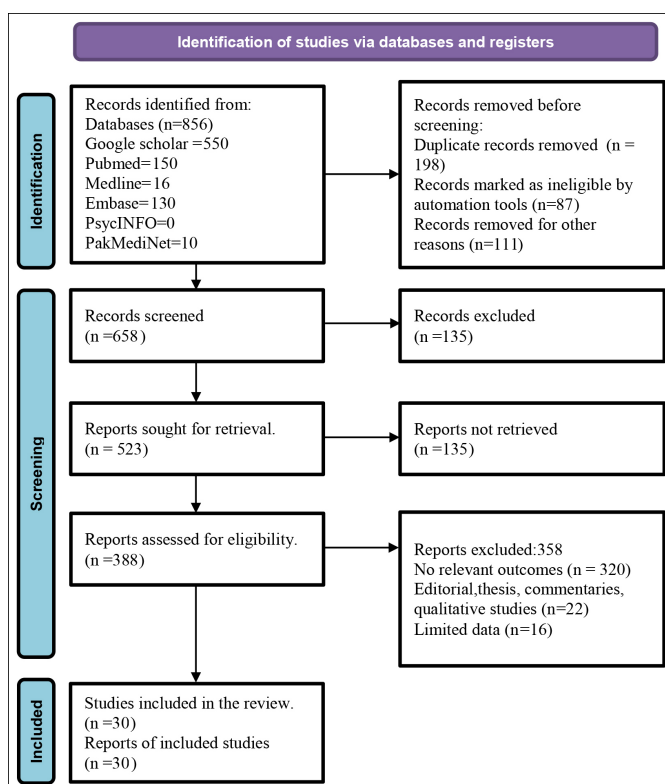 Identification of studies via databases and registers
Identification
Records identified from:
Databases (n=856)
Google scholar =550
Pubmed=150
Medline=16
Embase=130
PsycINFO=0
PakMediNet=10
Records removed before
screening:
Duplicate records removed (n =
198)
Records marked as ineligible by
automation tools (n=87)
Records removed for other
reasons (n=111)
Screening
Records screened
(n =658)
Records excluded
(n =135)
Reports sought for retrieval.
(n = 523)
Reports not retrieved
(n =135)
Reports assessed for eligibility.
(n =388)
Reports excluded:358
No relevant outcomes (n = 320)
Editorial,thesis, commentaries,
qualitative studies (n=22)
Limited data (n=16)
Included
Studies included in the review.
(n =30)
Reports of included studies
(n =30)